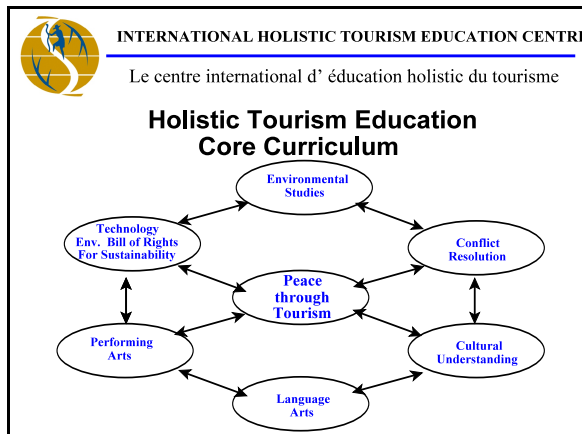 INTERNATIONAL HOLISTIC TOURISM EDUCATION CENTRE
Le centre international d' éducation holistic du tourisme
Holistic Tourism Education
Core Curriculum
Environmental
Studies
Technology
Env. Bill of Rights
For Sustainability
Conflict
Resolution
Peace
through
Tourism
Performing
Arts
Cultural
Understanding
Language
Arts